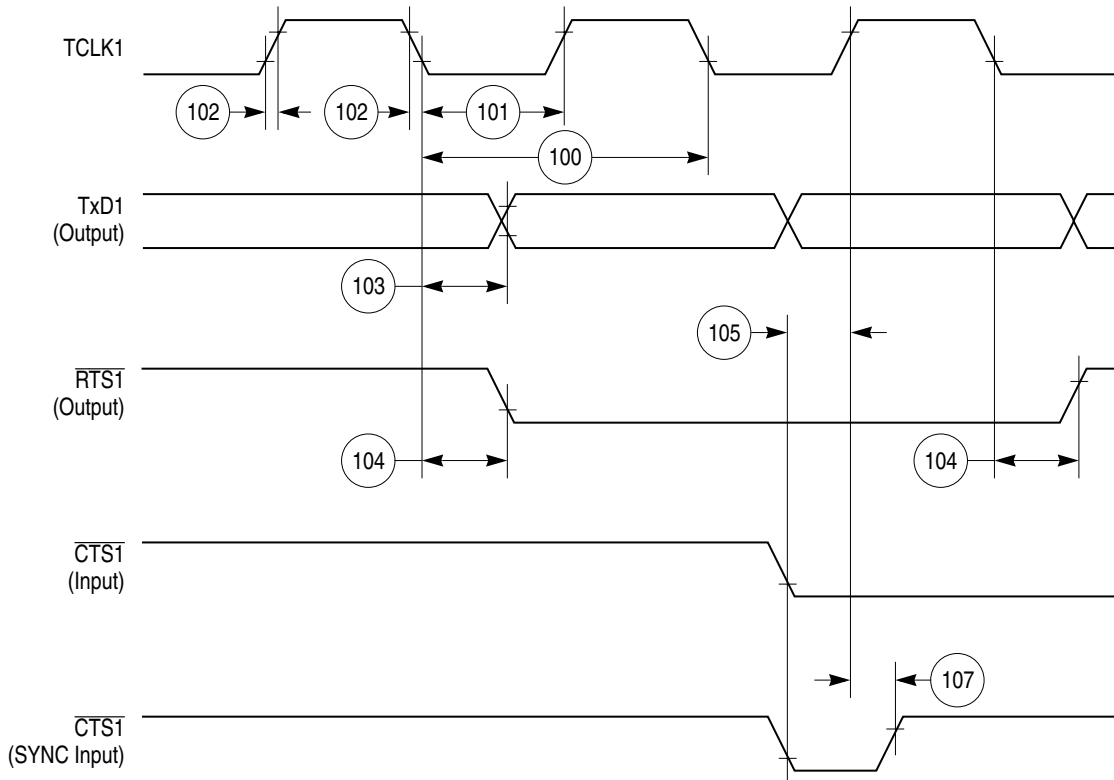 TCLK1
102
102
101
100
TxD1
(Output)
103
105
RTS1
(Output)
104
104
CTS1
(Input)
107
CTS1
(SYNC Input)